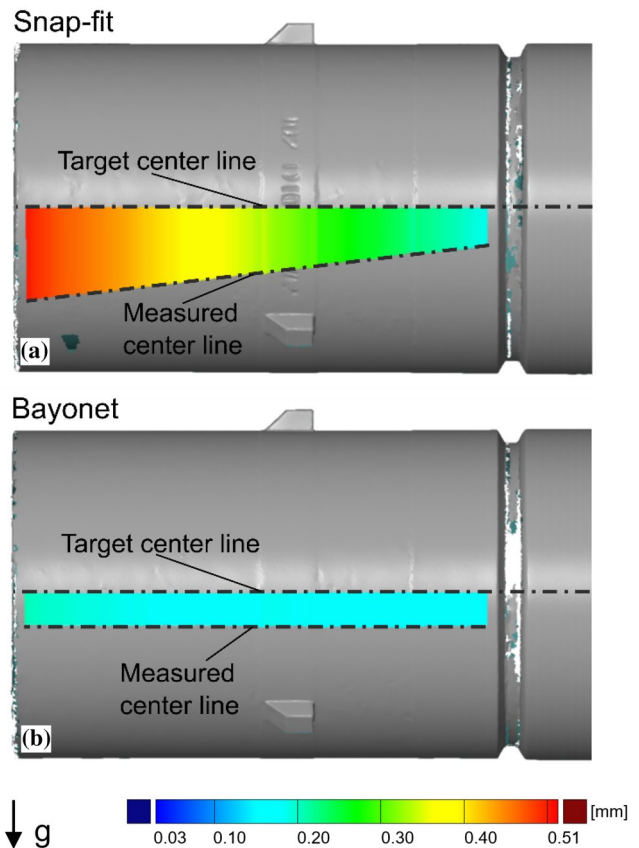 Snap-fit
Target center line
Measured
center line
(a)
Bayonet
Target center line
Measured
center line
(b)
g
[mm]
0.03 0.10 0.20 0.30 0.40 0.51